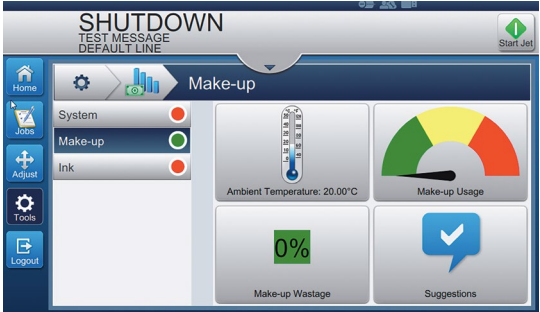 SHUTDOWN
TEST MESSAGE
DEFAULT LINE
Start Jet
Home
Jobs
Adjust
Tools
Logout
Make-up
System
Make-up
Ink
Ambient Temperature: 20.00°C
Make-up Usage
0%
Make-up Wastage
Suggestions